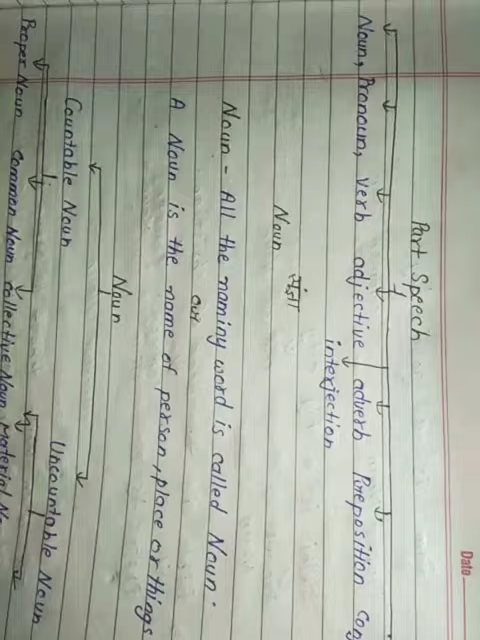 Date
Part Speech
Noun, Pronoun, verb adjective adverb Preposition
interjection
Noun संज्ञा
Noun - All the naming word is called Noun.
our
A Noun is the name of person, place or things
Noun
Countable Noun Uncountable Noun
Proper Noun common Noun collective Noun Material